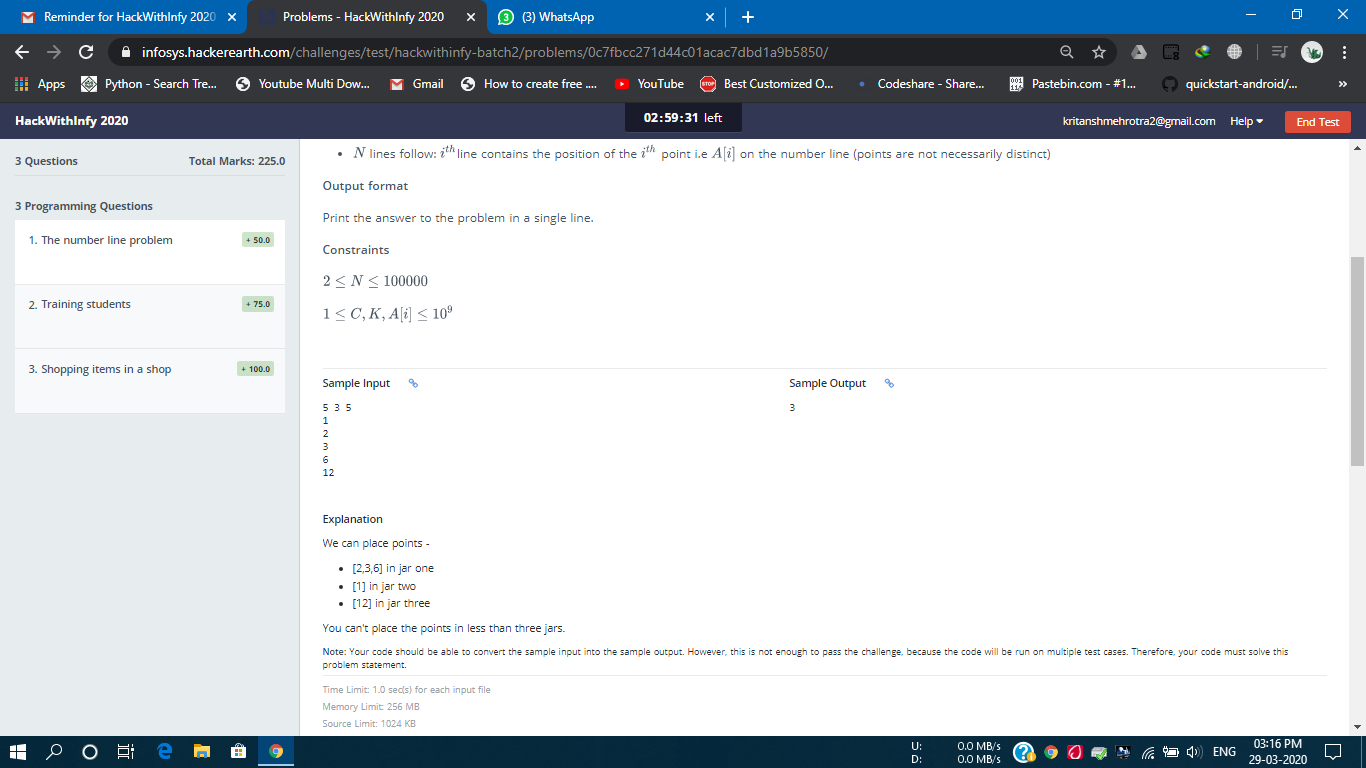 Reminder for HackWithInfy 2020
Problems - HackWithInfy 2020
(3) WhatsApp
infosys.hackerearth.com/challenges/test/hackwithinfy-batch2/problems/0c7fbcc271d44c01acac7dbd1a9b5850/
Apps
Python - Search Tre...
Youtube Multi Dow...
Gmail
How to create free ....
YouTube
Best Customized O...
Codeshare - Share...
Pastebin.com - #1...
quickstart-android/...
»
HackWithInfy 2020
02:59:31 left
kritanshmehrotra2@gmail.com
Help
End Test
3 Questions
Total Marks: 225.0
3 Programming Questions
1. The number line problem
+ 50.0
2. Training students
+ 75.0
3. Shopping items in a shop
+ 100.0
• N lines follow: i^th line contains the position of the i^th point i.e A[i] on the number line (points are not necessarily distinct)
Output format
Print the answer to the problem in a single line.
Constraints
2 ≤ N ≤ 100000
1 ≤ C, K, A[i] ≤ 10⁹
Sample Input
5 3 5
1
2
3
6
12
Sample Output
3
Explanation
We can place points -
• [2,3,6] in jar one
• [1] in jar two
• [12] in jar three
You can't place the points in less than three jars.
Note: Your code should be able to convert the sample input into the sample output. However, this is not enough to pass the challenge, because the code will be run on multiple test cases. Therefore, your code must solve this
problem statement.
Time Limit: 1.0 sec(s) for each input file
Memory Limit: 256 MB
Source Limit: 1024 KB
U: 0.0 MB/s
D: 0.0 MB/s
ENG
03:16 PM
29-03-2020